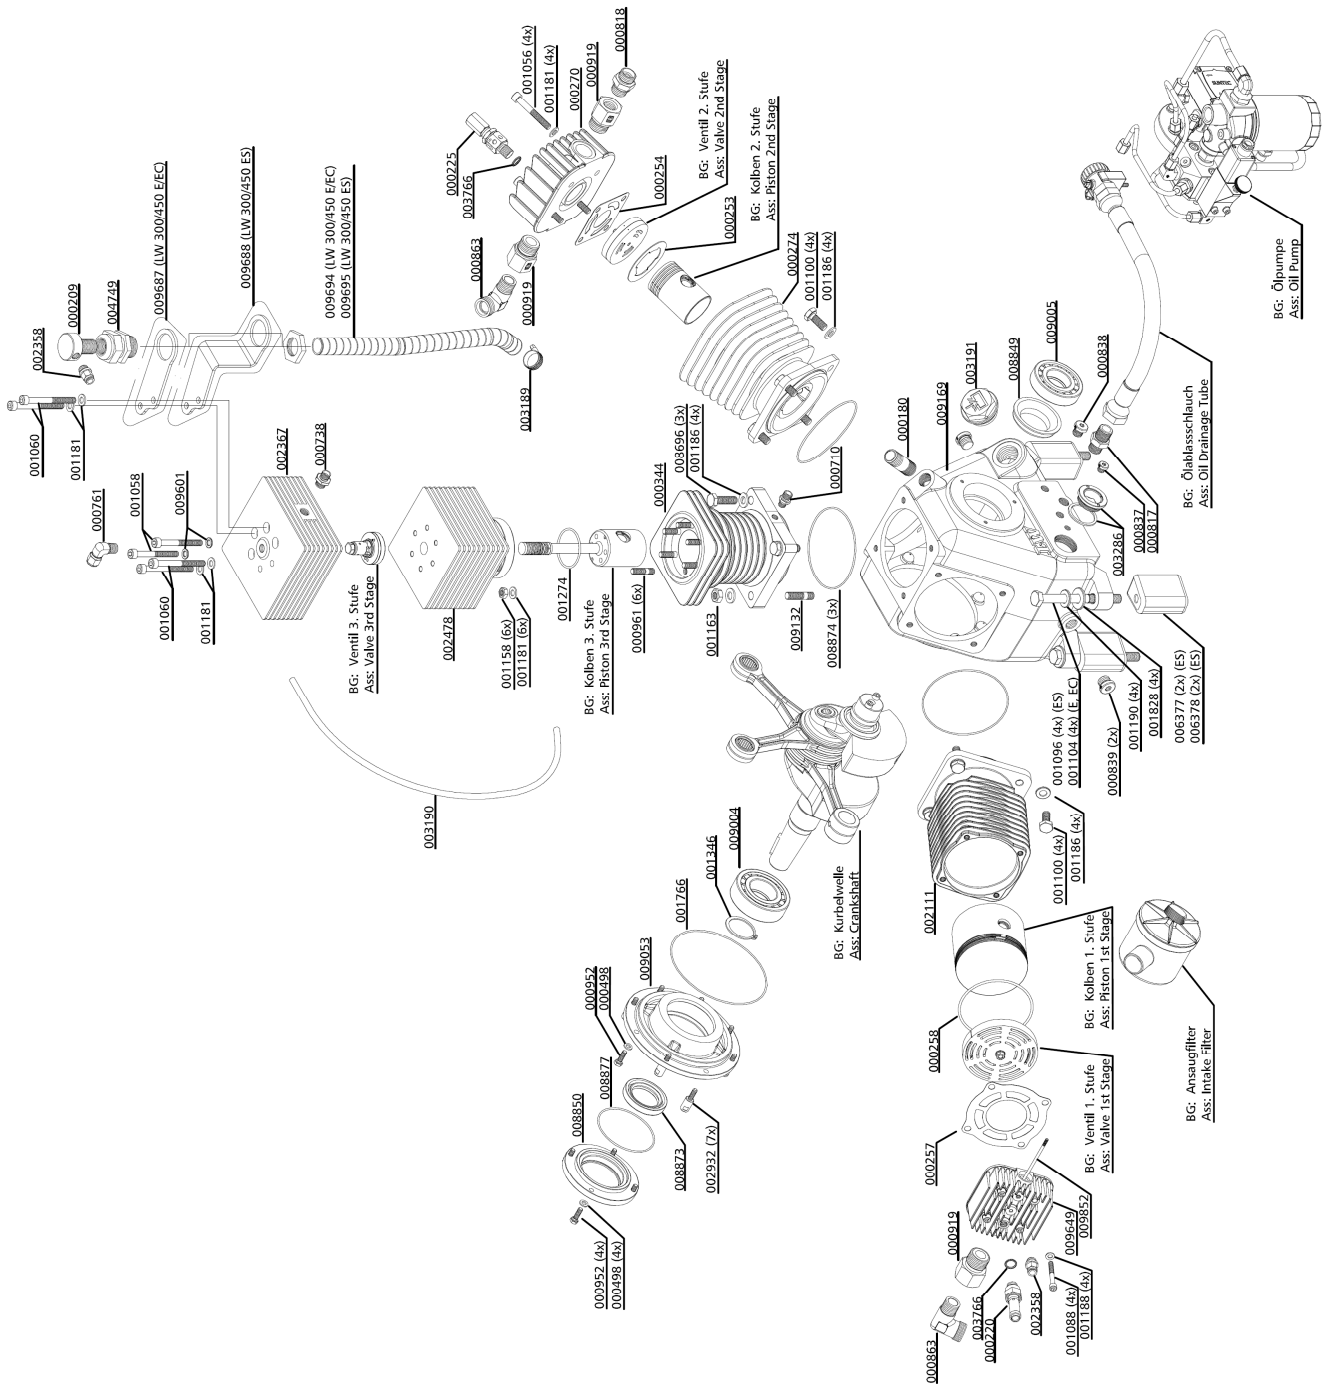 001056 (4x)
001181 (4x)
000270
000919
000818
000225
003766
000254
BG: Ventil 2. Stufe
Ass: Valve 2nd Stage
000253
BG: Kolben 2. Stufe
Ass: Piston 2nd Stage
000274
001100 (4x)
001186 (4x)
000863
000919
009687 (LW 300/450 E/EC)
009688 (LW 300/450 ES)
009694 (LW 300/450 E/EC)
009695 (LW 300/450 ES)
000209
004749
002358
003189
001060
001181
002367
000738
000761
001058
009601
001060
001181
BG: Ventil 3. Stufe
Ass: Valve 3rd Stage
002478
001158 (6x)
001181 (6x)
001274
BG: Kolben 3. Stufe
Ass: Piston 3rd Stage
000961 (6x)
000344
003696 (3x)
001186 (4x)
000710
001163
009132
008874 (3x)
000180
009169
003191
008849
009005
000838
BG: Ölablassschlauch
Ass: Oil Drainage Tube
SUNTEC
BG: Ölpumpe
Ass: Oil Pump
003286
000837
000817
001096 (4x) (ES)
001104 (4x) (E, EC)
000839 (2x)
001190 (4x)
001828 (4x)
006377 (2x) (ES)
006378 (2x) (ES)
003190
BG: Kurbelwelle
Ass: Crankshaft
009004
001346
001766
009053
000952
000498
008877
008850
008873
002932 (7x)
000952 (4x)
000498 (4x)
002111
001100 (4x)
001186 (4x)
BG: Kolben 1. Stufe
Ass: Piston 1st Stage
000258
BG: Ventil 1. Stufe
Ass: Valve 1st Stage
000257
BG: Ansaugfilter
Ass: Intake Filter
009649
009852
000919
000863
003766
000220
002358
001088 (4x)
001188 (4x)